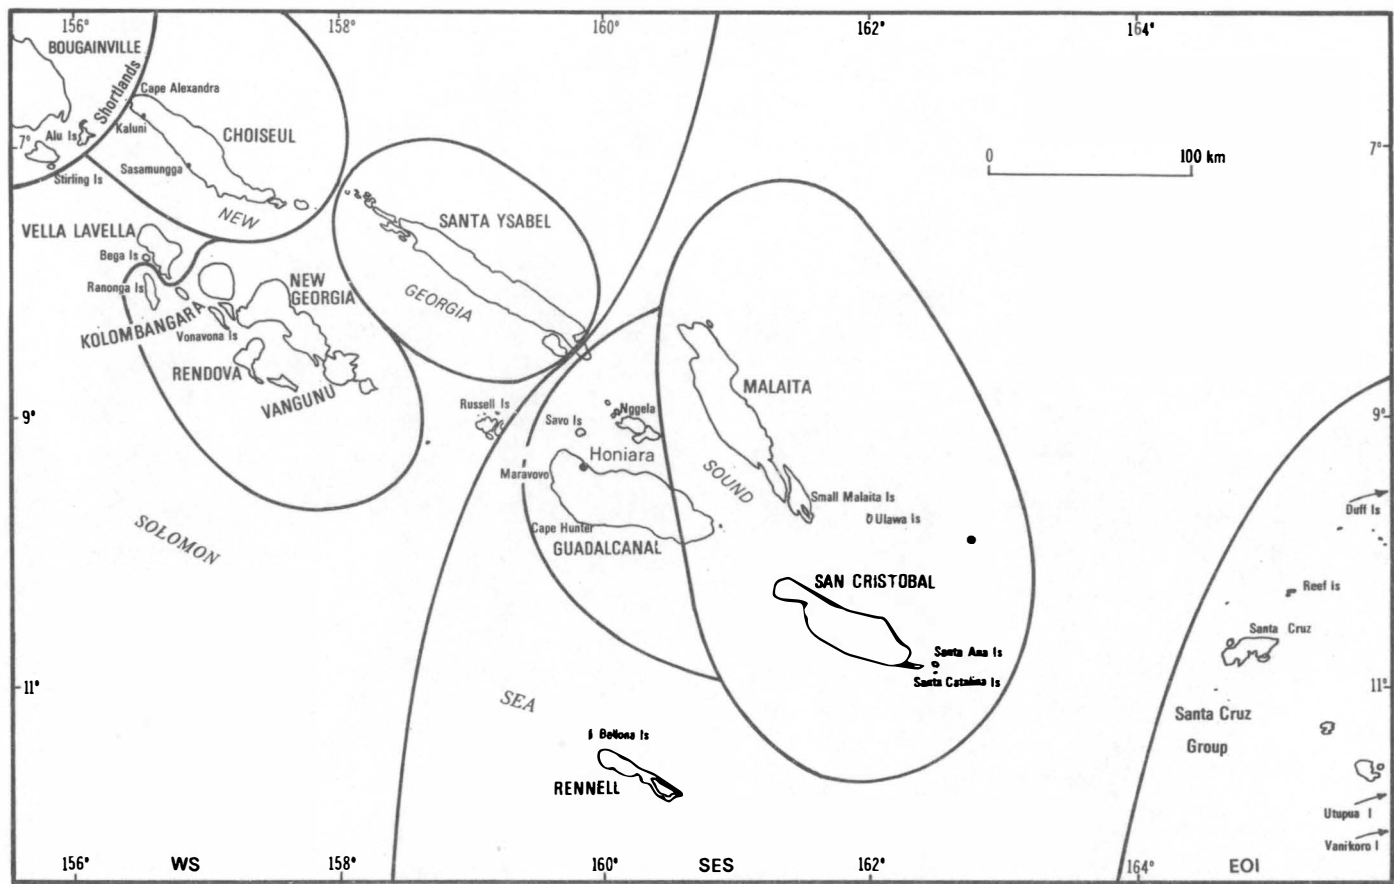 156°
158°
160°
162°
164°
BOUGAINVILLE
Shortlands
Cape Alexandra
Alu Is
Kaluni
CHOISEUL
7°
7°
0
100 km
Sasamungga
Stirling Is
NEW
VELLA LAVELLA
SANTA YSABEL
Bega Is
Ranonga Is
NEW
GEORGIA
GEORGIA
KOLOMBANGARA
Vonavona Is
RENDOVA
VANGUNU
MALAITA
Russell Is
Nggela
Savo Is
9°
9°
Honiara
Maravovo
SOUND
Small Malaita Is
Ulawa Is
Duff Is
SOLOMON
Cape Hunter
GUADALCANAL
SAN CRISTOBAL
Reef Is
Santa Cruz
Santa Ana Is
Santa Catalina Is
11°
11°
SEA
Santa Cruz
Group
Bellona Is
RENNELL
Utupua I
Vanikoro I
156°
WS
158°
160°
SES
162°
164°
EOI